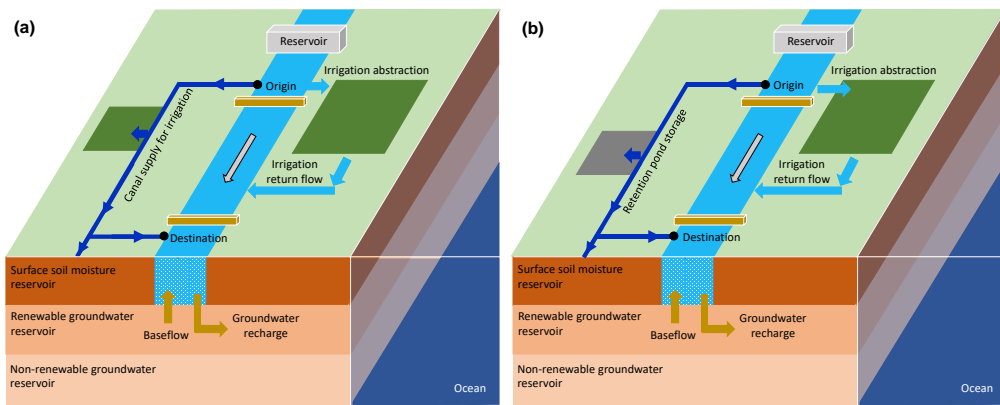 (a)
Reservoir
Irrigation abstraction
Origin
Canal supply for irrigation
Irrigation
return flow
Destination
Surface soil moisture
reservoir
Renewable groundwater
reservoir
Baseflow
Groundwater
recharge
Non-renewable groundwater
reservoir
Ocean
(b)
Reservoir
Irrigation abstraction
Origin
Retention pond storage
Irrigation
return flow
Destination
Surface soil moisture
reservoir
Renewable groundwater
reservoir
Baseflow
Groundwater
recharge
Non-renewable groundwater
reservoir
Ocean